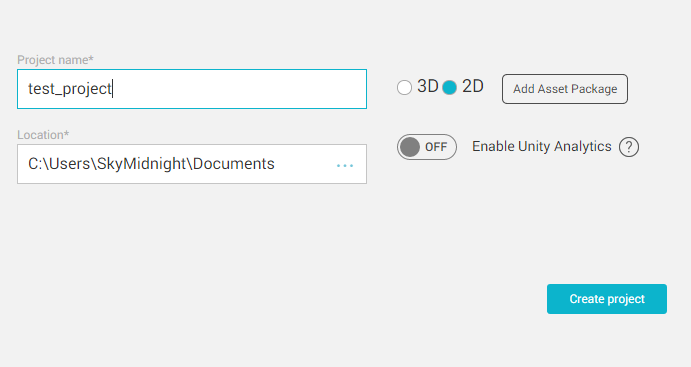 Project name*
test_project
3D 2D Add Asset Package
Location*
C:\Users\SkyMidnight\Documents ...
OFF Enable Unity Analytics ?
Create project